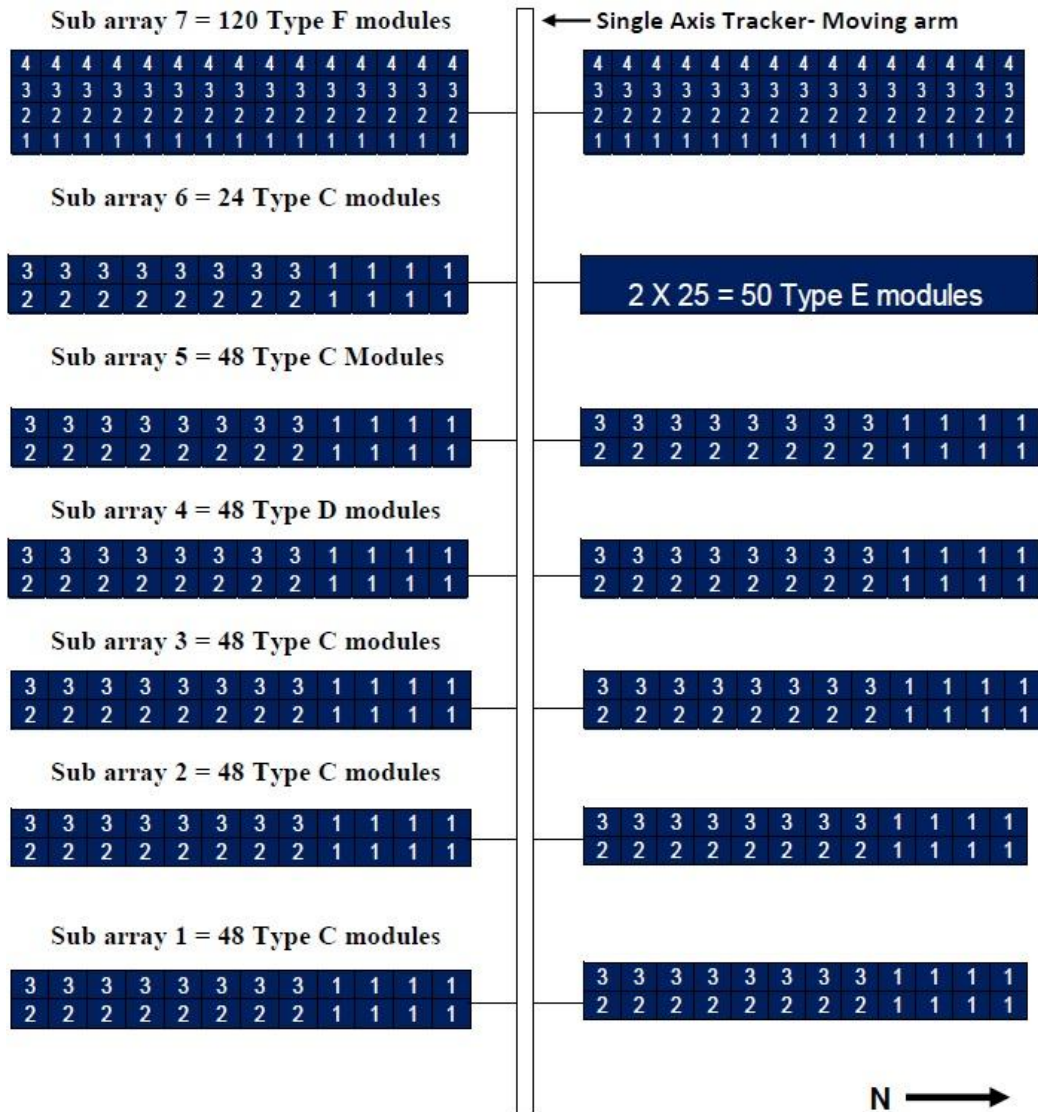 Sub array 7 = 120 Type F modules
Single Axis Tracker- Moving arm
4 4 4 4 4 4 4 4 4 4 4 4 4 4 4
3 3 3 3 3 3 3 3 3 3 3 3 3 3 3
2 2 2 2 2 2 2 2 2 2 2 2 2 2 2
1 1 1 1 1 1 1 1 1 1 1 1 1 1 1
4 4 4 4 4 4 4 4 4 4 4 4 4 4 4
3 3 3 3 3 3 3 3 3 3 3 3 3 3 3
2 2 2 2 2 2 2 2 2 2 2 2 2 2 2
1 1 1 1 1 1 1 1 1 1 1 1 1 1 1
Sub array 6 = 24 Type C modules
3 3 3 3 3 3 3 3 1 1 1 1
2 2 2 2 2 2 2 2 1 1 1 1
2 X 25 = 50 Type E modules
Sub array 5 = 48 Type C Modules
3 3 3 3 3 3 3 3 1 1 1 1
2 2 2 2 2 2 2 2 1 1 1 1
3 3 3 3 3 3 3 3 1 1 1 1
2 2 2 2 2 2 2 2 1 1 1 1
Sub array 4 = 48 Type D modules
3 3 3 3 3 3 3 3 1 1 1 1
2 2 2 2 2 2 2 2 1 1 1 1
3 3 3 3 3 3 3 3 1 1 1 1
2 2 2 2 2 2 2 2 1 1 1 1
Sub array 3 = 48 Type C modules
3 3 3 3 3 3 3 3 1 1 1 1
2 2 2 2 2 2 2 2 1 1 1 1
3 3 3 3 3 3 3 3 1 1 1 1
2 2 2 2 2 2 2 2 1 1 1 1
Sub array 2 = 48 Type C modules
3 3 3 3 3 3 3 3 1 1 1 1
2 2 2 2 2 2 2 2 1 1 1 1
3 3 3 3 3 3 3 3 1 1 1 1
2 2 2 2 2 2 2 2 1 1 1 1
Sub array 1 = 48 Type C modules
3 3 3 3 3 3 3 3 1 1 1 1
2 2 2 2 2 2 2 2 1 1 1 1
3 3 3 3 3 3 3 3 1 1 1 1
2 2 2 2 2 2 2 2 1 1 1 1
N